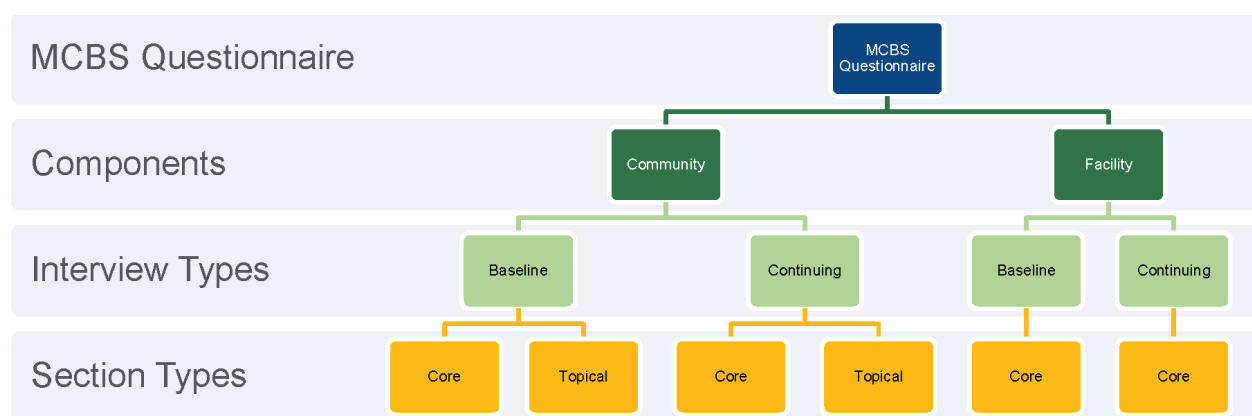 MCBS Questionnaire
MCBS
Questionnaire
Components
Community
Facility
Interview Types
Baseline
Continuing
Baseline
Continuing
Section Types
Core
Topical
Core
Topical
Core
Core